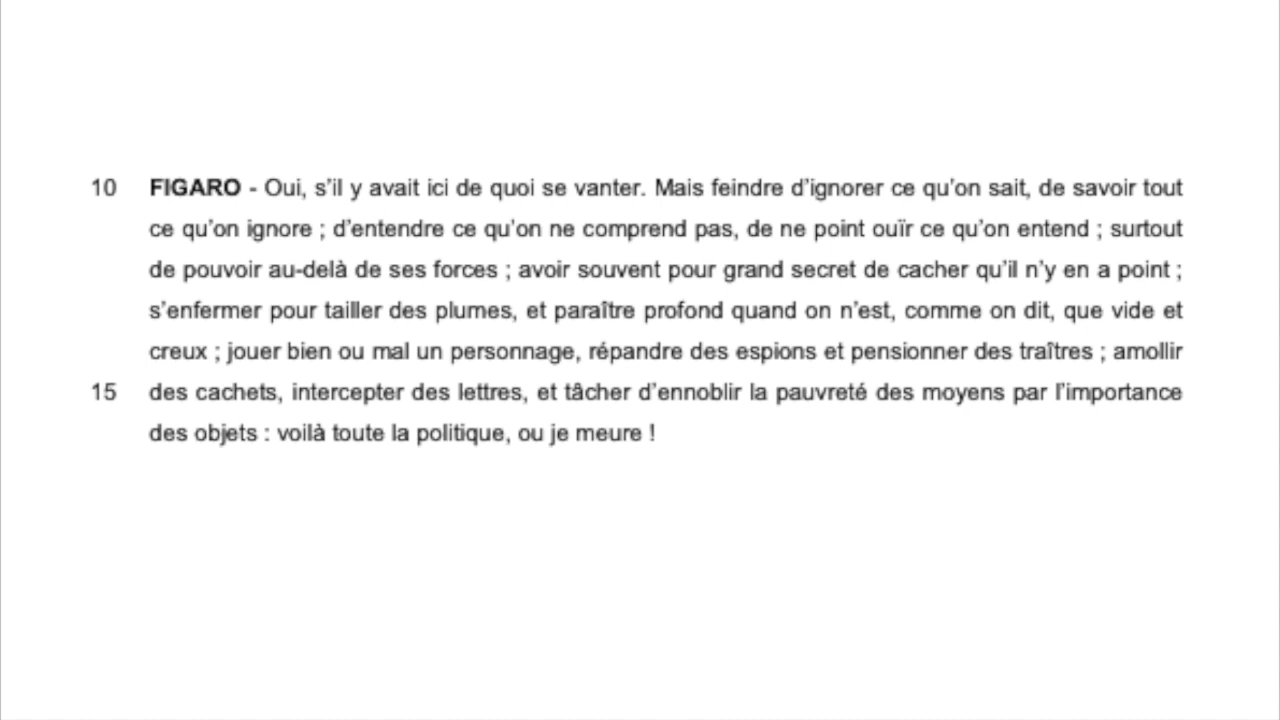 10 FIGARO - Oui, s’il y avait ici de quoi se vanter. Mais feindre d’ignorer ce qu’on sait, de savoir tout
ce qu’on ignore ; d’entendre ce qu’on ne comprend pas, de ne point ouïr ce qu’on entend ; surtout
de pouvoir au-delà de ses forces ; avoir souvent pour grand secret de cacher qu’il n’y en a point ;
s’enfermer pour tailler des plumes, et paraître profond quand on n’est, comme on dit, que vide et
creux ; jouer bien ou mal un personnage, répandre des espions et pensionner des traîtres ; amollir
15 des cachets, intercepter des lettres, et tâcher d’ennoblir la pauvreté des moyens par l’importance
des objets : voilà toute la politique, ou je meure !